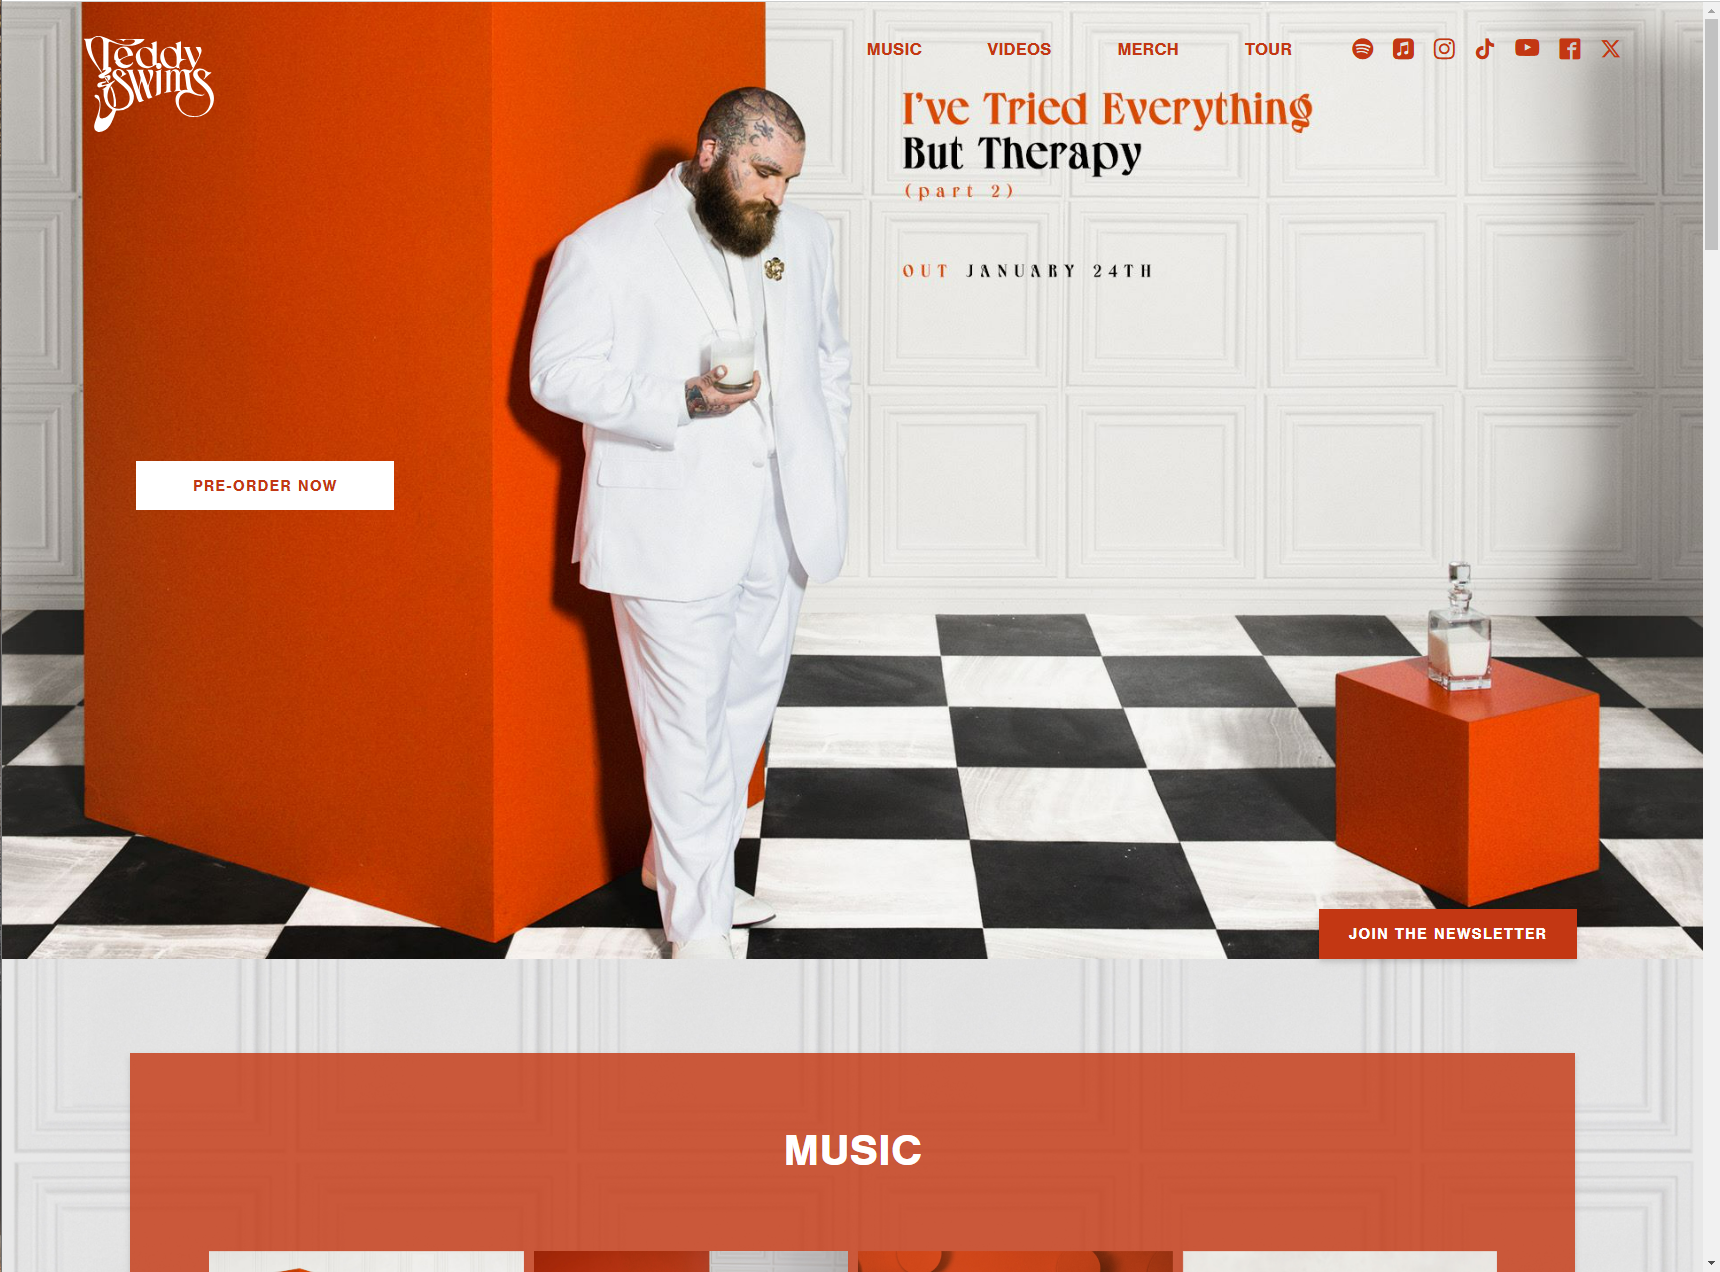 Teddy
Swims
MUSIC VIDEOS MERCH TOUR
I've Tried Everything
But Therapy
(part 2)
OUT JANUARY 24TH
PRE-ORDER NOW
JOIN THE NEWSLETTER
MUSIC